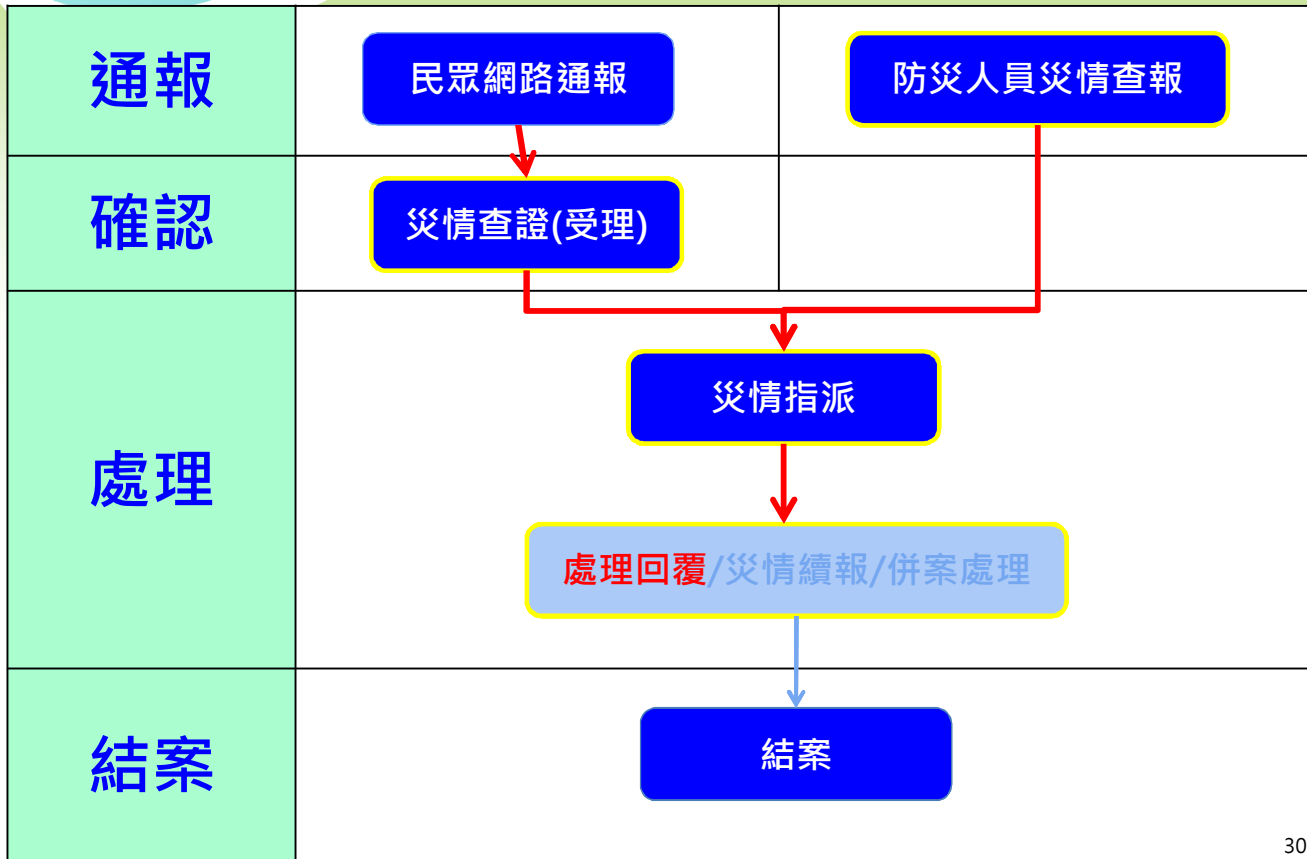 通報
民眾網路通報
防災人員災情查報
確認
災情查證(受理)
處理
災情指派
處理回覆/災情續報/併案處理
結案
結案
30